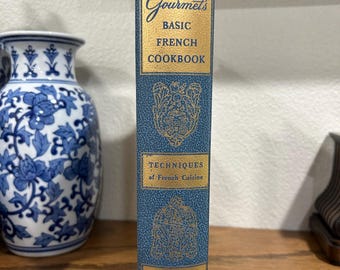 Gourmet's
BASIC
FRENCH
COOKBOOK
TECHNIQUES
of French Cuisine